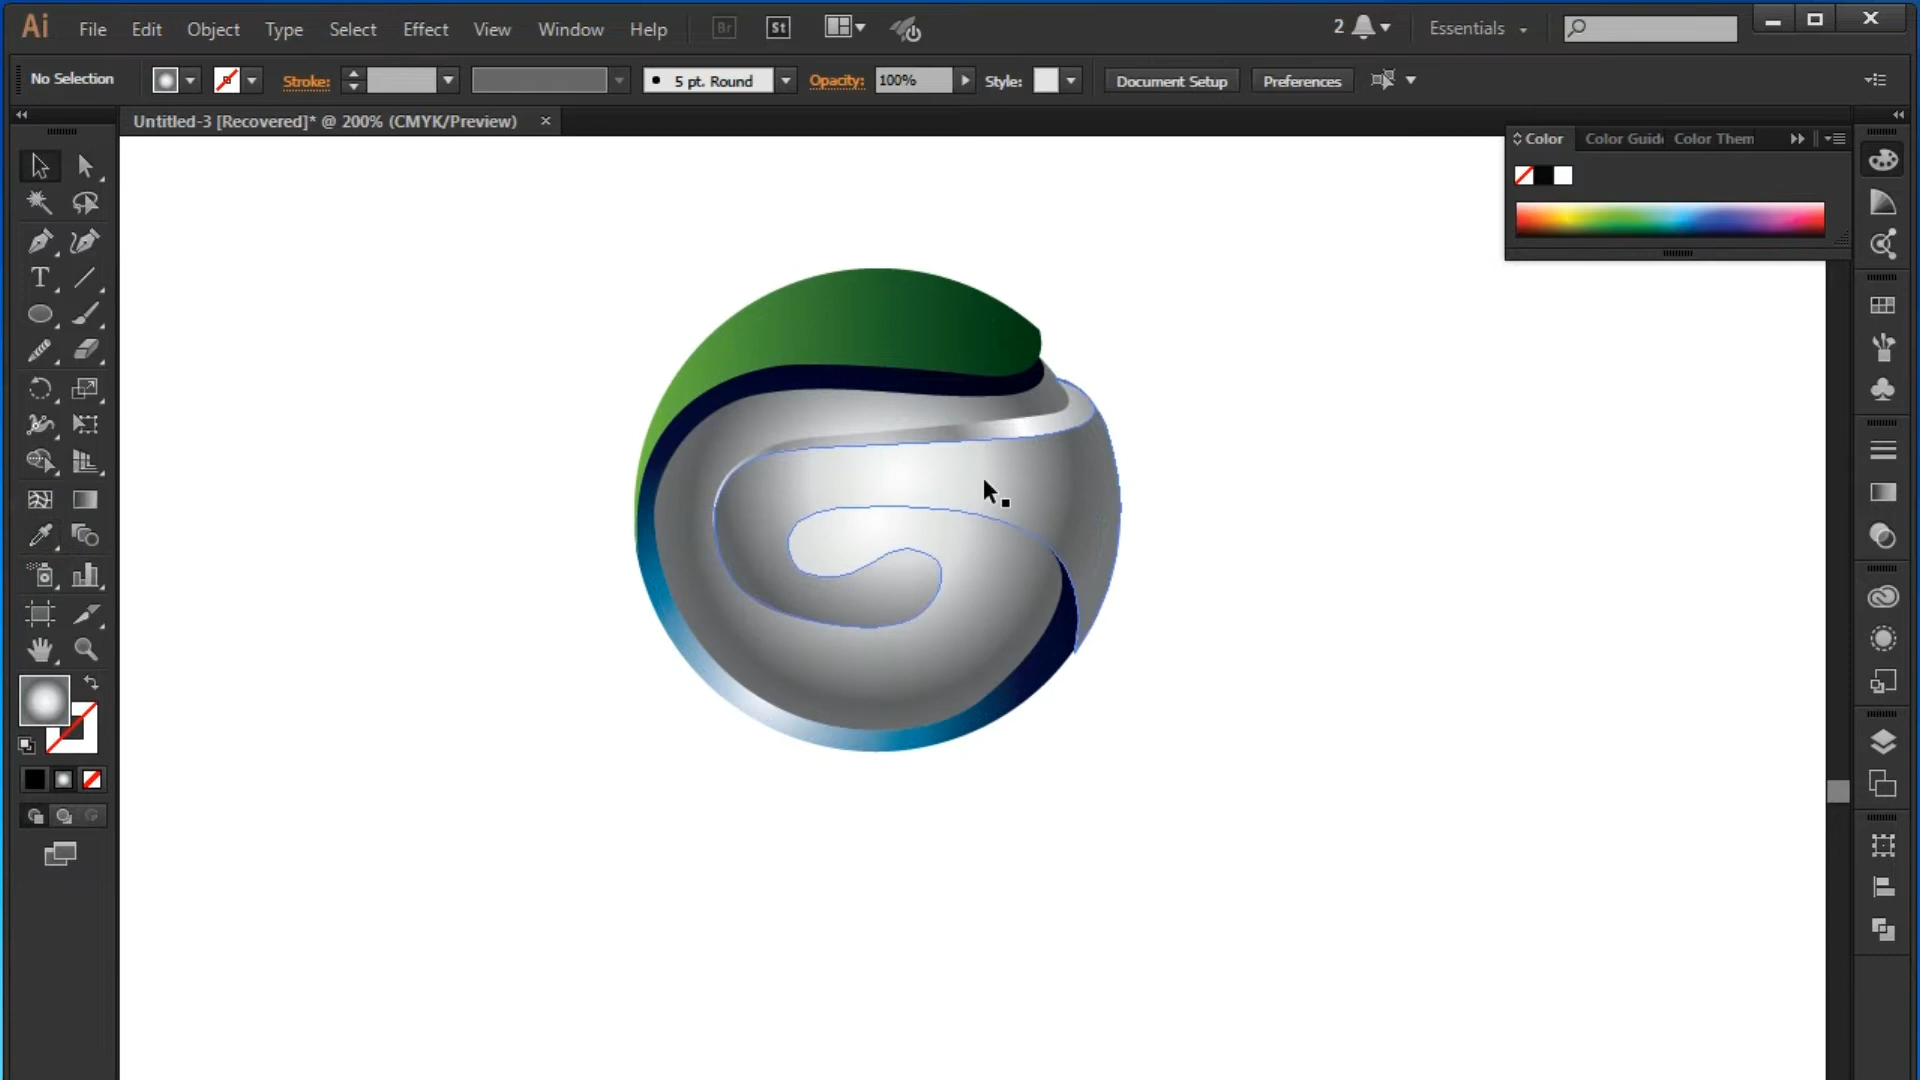 Ai File Edit Object Type Select Effect View Window Help Br St 2 Essentials
No Selection Stroke: 5 pt. Round Opacity: 100% Style: Document Setup Preferences
Untitled-3 [Recovered]* @ 200% (CMYK/Preview) ×
Color Color Guid Color Them
T